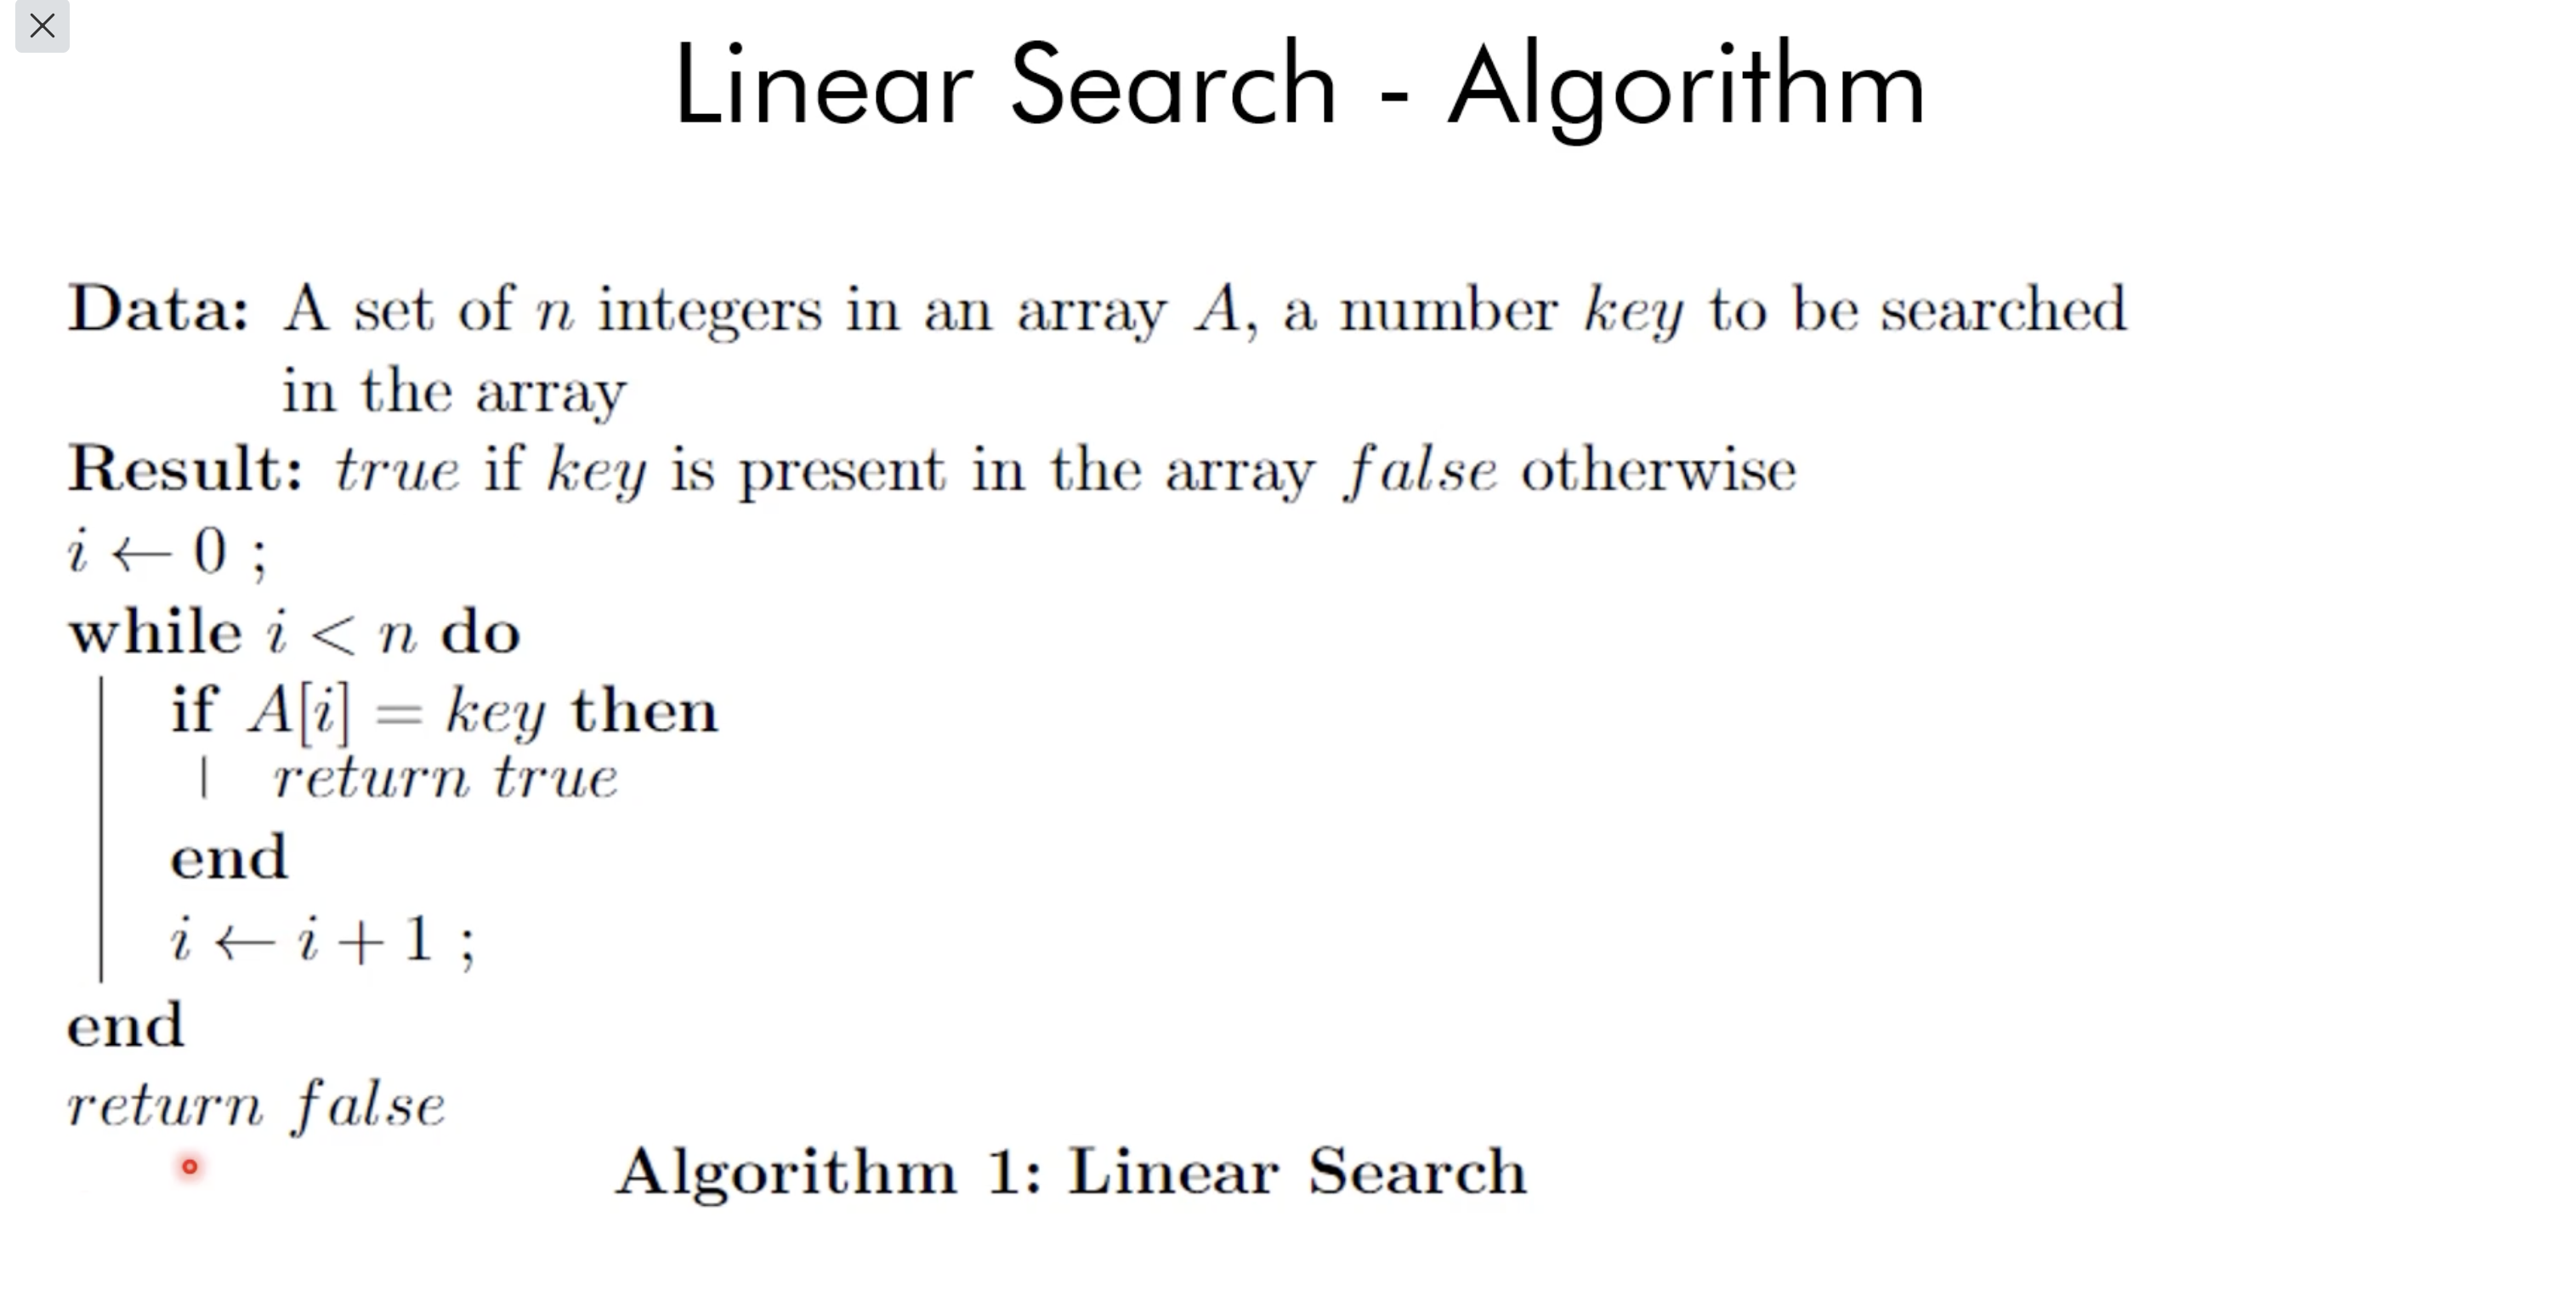 Linear Search - Algorithm
Data: A set of n integers in an array A, a number key to be searched
in the array
Result: true if key is present in the array false otherwise
i ← 0 ;
while i < n do
if A[i] = key then
return true
end
i ← i + 1 ;
end
return false
Algorithm 1: Linear Search